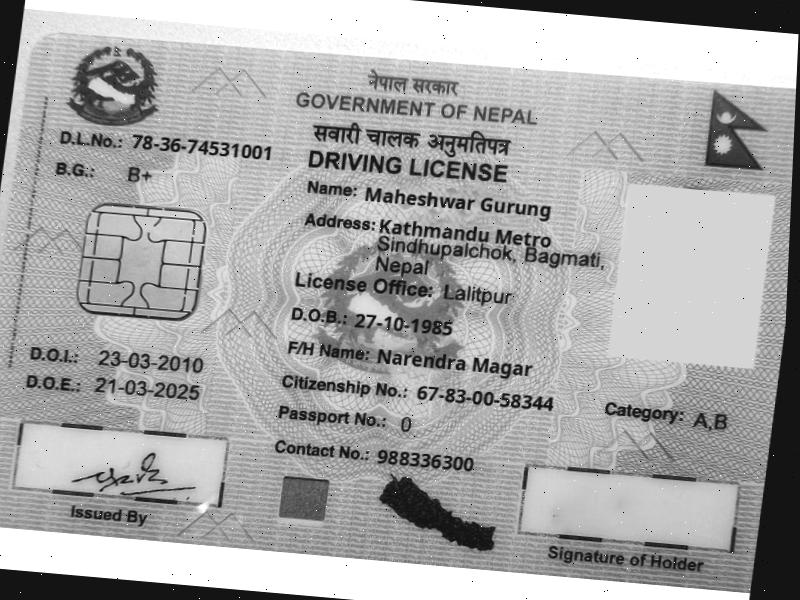 नेपाल सरकार
GOVERNMENT OF NEPAL
सवारी चालक अनुमतिपत्र
DRIVING LICENSE
D.L.No.: 78-36-74531001
B.G.: B+
Name: Maheshwar Gurung
Address: Kathmandu Metro
Sindhupalchok, Bagmati,
Nepal
License Office: Lalitpur
D.O.B.: 27-10-1985
F/H Name: Narendra Magar
D.O.I.: 23-03-2010
D.O.E.: 21-03-2025
Citizenship No.: 67-83-00-58344
Category: A,B
Passport No.: 0
Contact No.: 988336300
Issued By
Signature of Holder